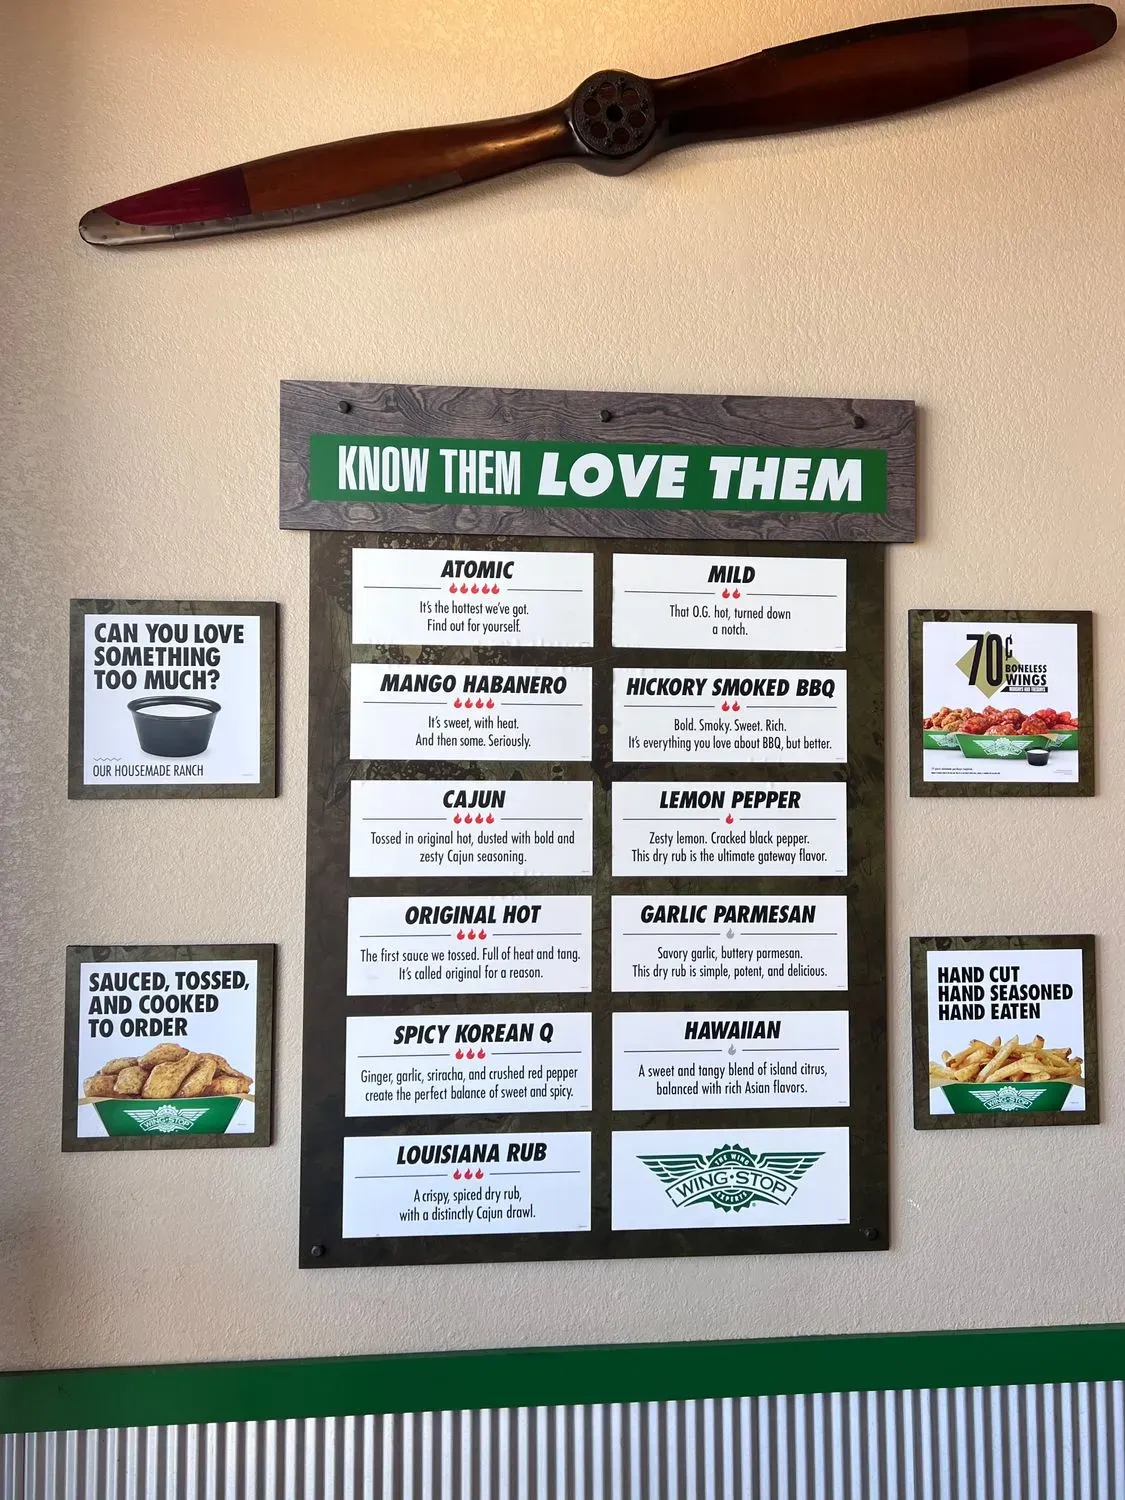 KNOW THEM LOVE THEM
ATOMIC
It's the hottest we've got.
Find out for yourself.
MANGO HABANERO
It's sweet, with heat.
And then some. Seriously.
CAJUN
Tossed in original hot, dusted with bold and
zesty Cajun seasoning.
ORIGINAL HOT
The first sauce we tossed. Full of heat and tang.
It's called original for a reason.
SPICY KOREAN Q
Ginger, garlic, sriracha, and crushed red pepper
create the perfect balance of sweet and spicy.
LOUISIANA RUB
A crispy, spiced dry rub,
with a distinctly Cajun drawl.
MILD
That O.G. hot, turned down
a notch.
HICKORY SMOKED BBQ
Bold. Smoky. Sweet. Rich.
It's everything you love about BBQ, but better.
LEMON PEPPER
Zesty lemon. Cracked black pepper.
This dry rub is the ultimate gateway flavor.
GARLIC PARMESAN
Savory garlic, buttery parmesan.
This dry rub is simple, potent, and delicious.
HAWAIIAN
A sweet and tangy blend of island citrus,
balanced with rich Asian flavors.
THE WING
WING·STOP
EXPERTS
CAN YOU LOVE
SOMETHING
TOO MUCH?
OUR HOUSEMADE RANCH
SAUCED, TOSSED,
AND COOKED
TO ORDER
WING·STOP
70¢
BONELESS
WINGS
HAND CUT
HAND SEASONED
HAND EATEN
WING·STOP